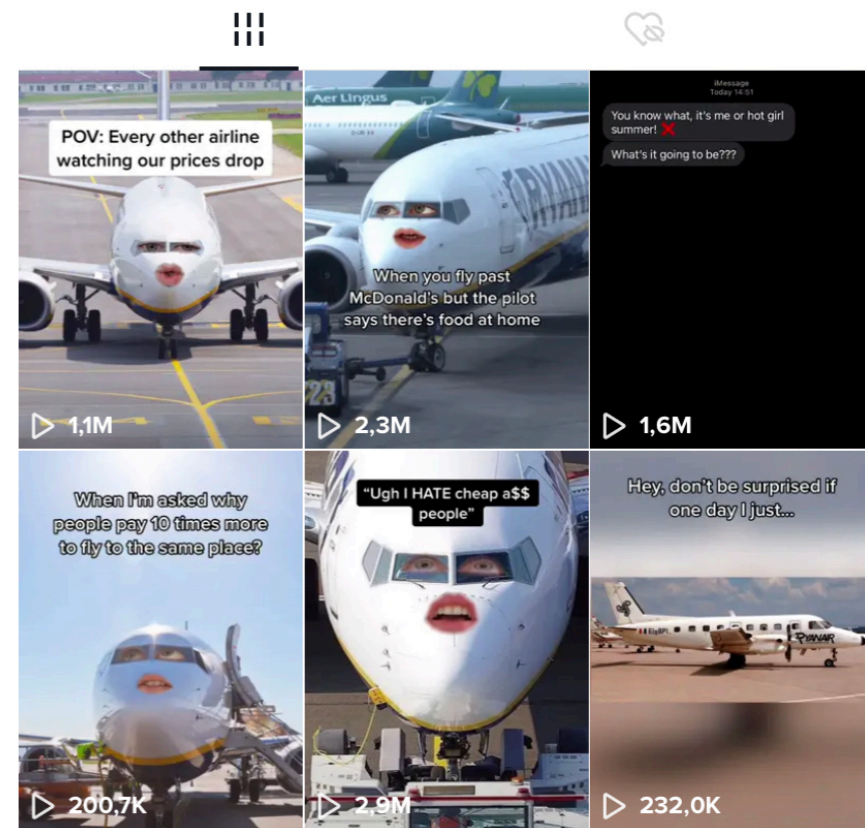 POV: Every other airline
watching our prices drop
1,1M
Aer Lingus
RYANAIR
When you fly past
McDonald's but the pilot
says there's food at home
23
2,3M
iMessage
Today 14:51
You know what, it's me or hot girl
summer! ❌
What's it going to be???
1,6M
When I'm asked why
people pay 10 times more
to fly to the same place?
200,7K
"Ugh I HATE cheap a$$
people"
2,9M
Hey, don't be surprised if
one day I just...
RYANAIR
232,0K